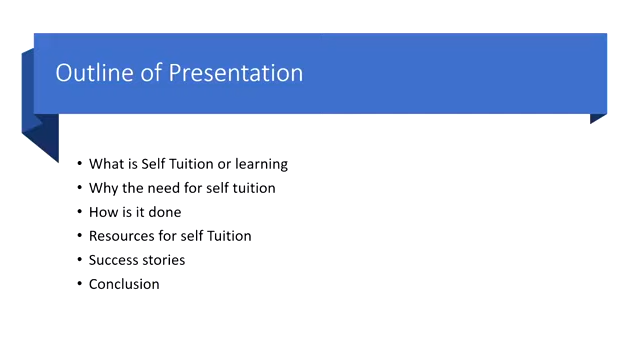 Outline of Presentation
• What is Self Tuition or learning
• Why the need for self tuition
• How is it done
• Resources for self Tuition
• Success stories
• Conclusion